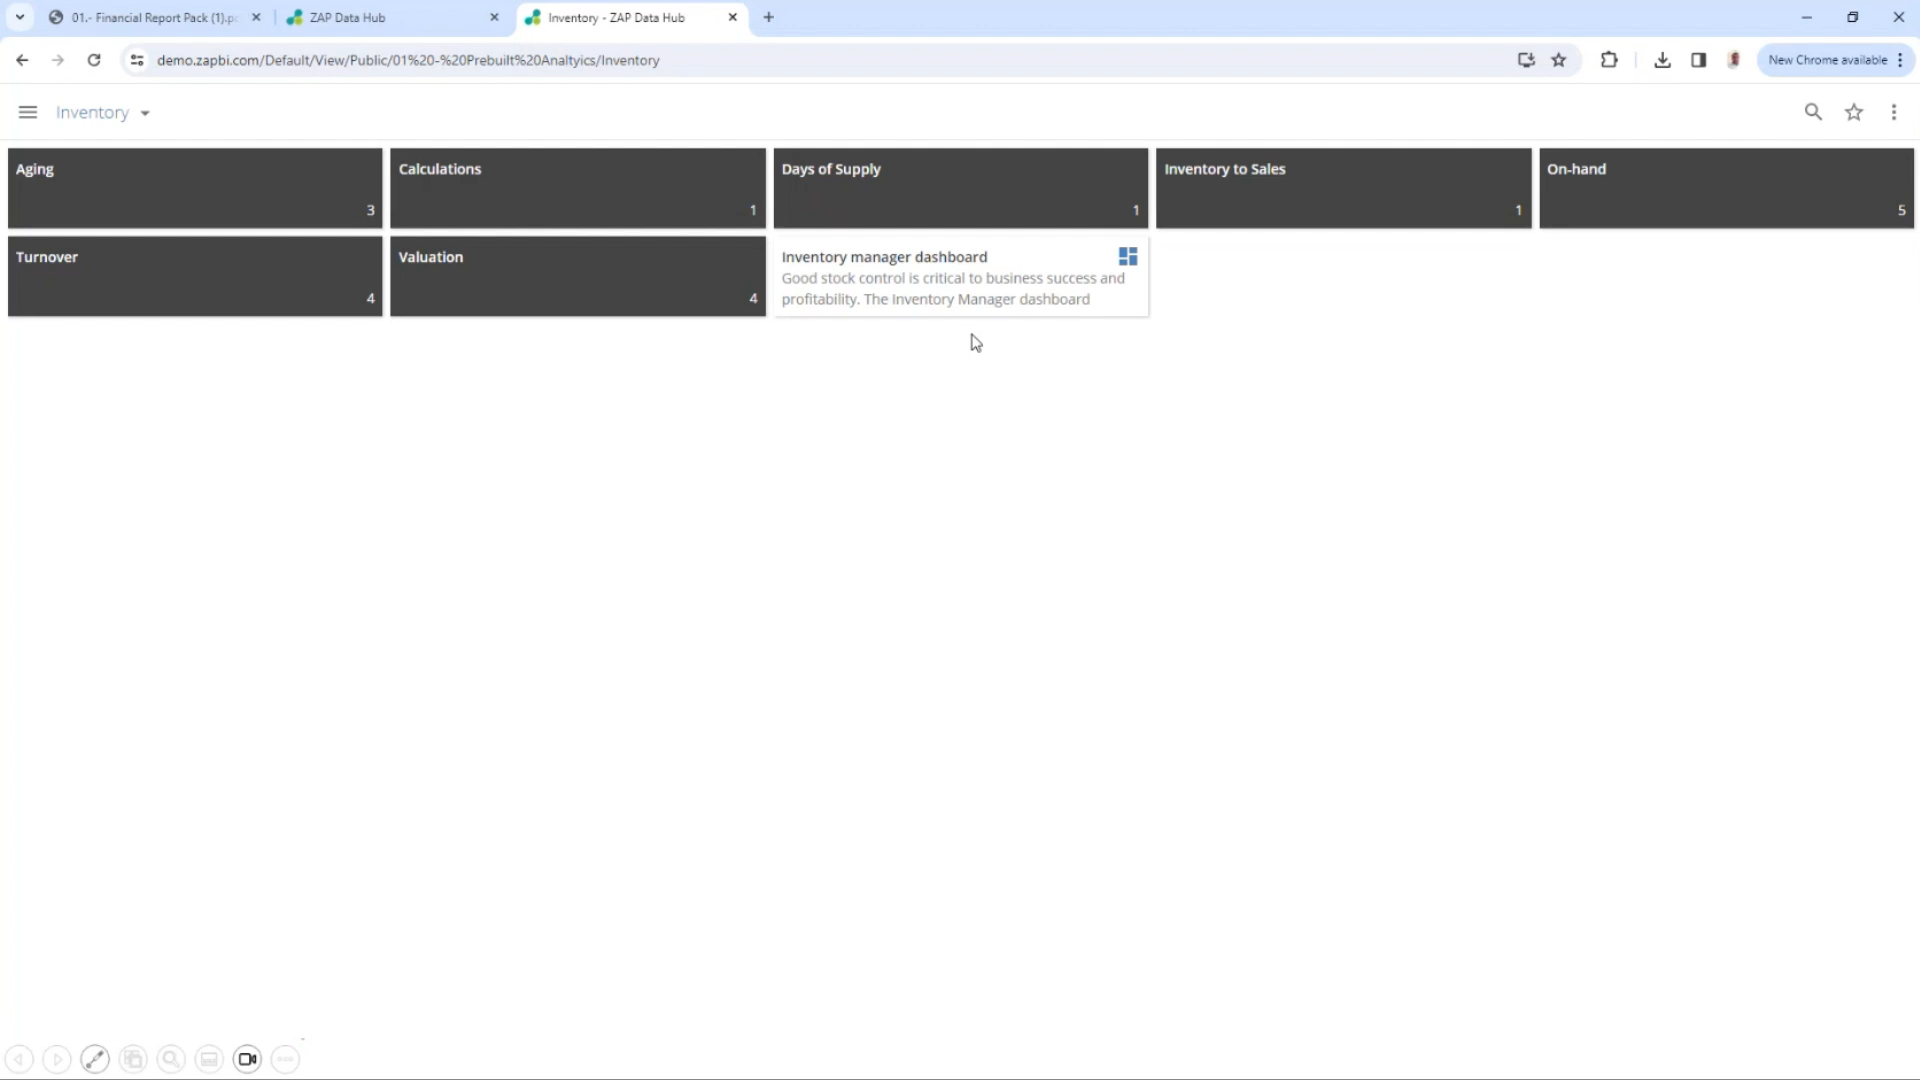 01.- Financial Report Pack (1).p
ZAP Data Hub
Inventory - ZAP Data Hub
demo.zapbi.com/Default/View/Public/01%20-%20Prebuilt%20Analtyics/Inventory
New Chrome available
Inventory
Aging
3
Calculations
1
Days of Supply
1
Inventory to Sales
1
On-hand
5
Turnover
4
Valuation
4
Inventory manager dashboard
Good stock control is critical to business success and
profitability. The Inventory Manager dashboard